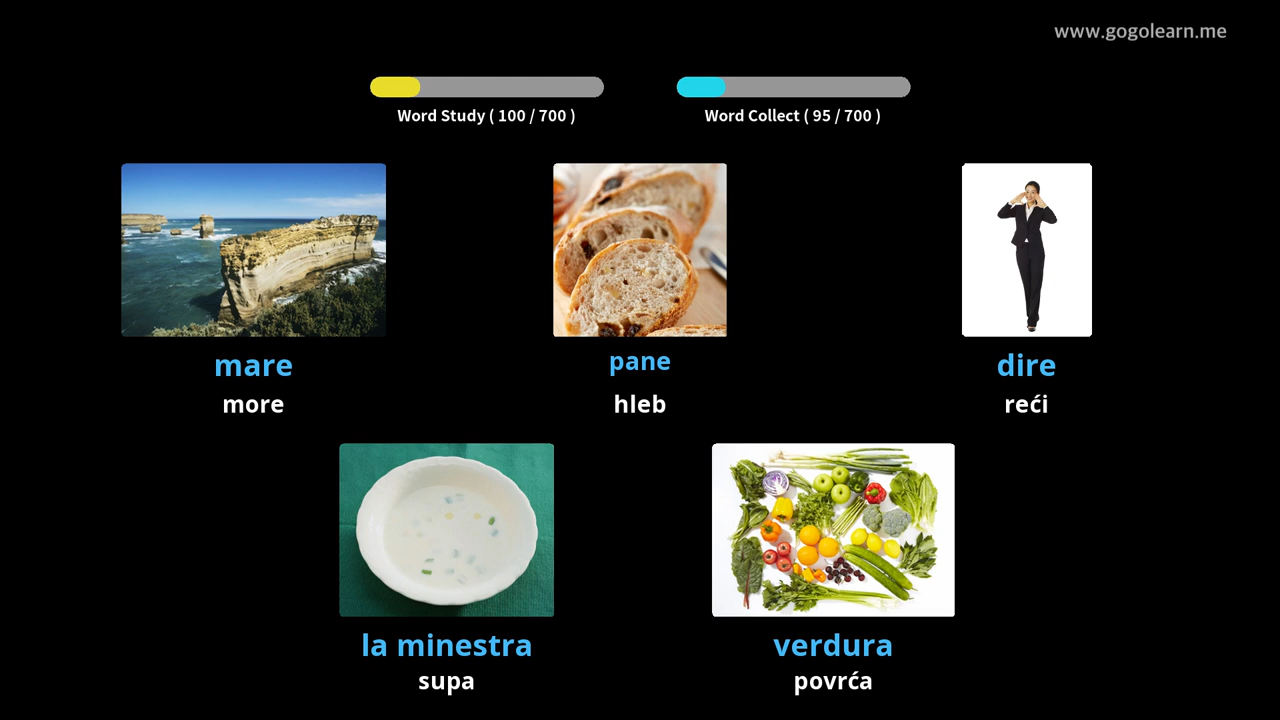 www.gogolearn.me
Word Study ( 100 / 700 )
Word Collect ( 95 / 700 )
mare
more
pane
hleb
dire
reći
la minestra
supa
verdura
povrća